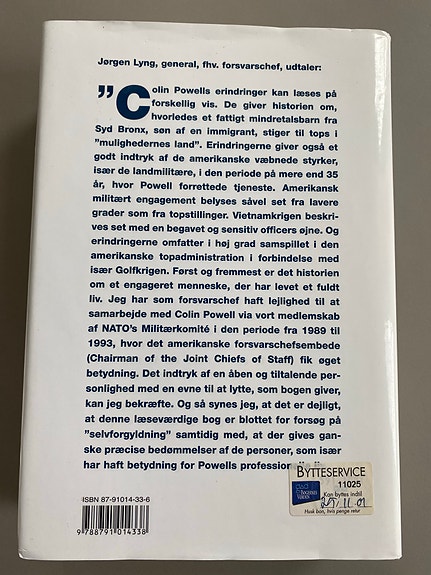 Jørgen Lyng, general, fhv. forsvarschef, udtaler:
”Colin Powells erindringer kan læses på
forskellig vis. De giver historien om,
hvorledes et fattigt mindretalsbarn fra
Syd Bronx, søn af en immigrant, stiger til tops i
”mulighedernes land”. Erindringerne giver også et
godt indtryk af de amerikanske væbnede styrker,
især de landmilitære, i den periode på mere end 35
år, hvor Powell forrettede tjeneste. Amerikansk
militært engagement belyses såvel set fra lavere
grader som fra topstillinger. Vietnamkrigen beskri-
ves set med en begavet og sensitiv officers øjne. Og
erindringerne omfatter i høj grad samspillet i den
amerikanske topadministration i forbindelse med
især Golfkrigen. Først og fremmest er det historien
om et engageret menneske, der har levet et fuldt
liv. Jeg har som forsvarschef haft lejlighed til at
samarbejde med Colin Powell via vort medlemskab
af NATO’s Militærkomité i den periode fra 1989 til
1993, hvor det amerikanske forsvarschefsembede
(Chairman of the Joint Chiefs of Staff) fik øget
betydning. Det indtryk af en åben og tiltalende per-
sonlighed med en evne til at lytte, som bogen giver,
kan jeg bekræfte. Og så synes jeg, at det er dejligt,
at denne læseværdige bog er blottet for forsøg på
”selvforgyldning” samtidig med, at der gives gan-
ske præcise bedømmelser af de personer, som især
har haft betydning for Powells
ISBN 87-91014-33-6
9 788791 014338
BYTTESERVICE
11025
Kan byttes indtil
Husk bon, hvis penge retur